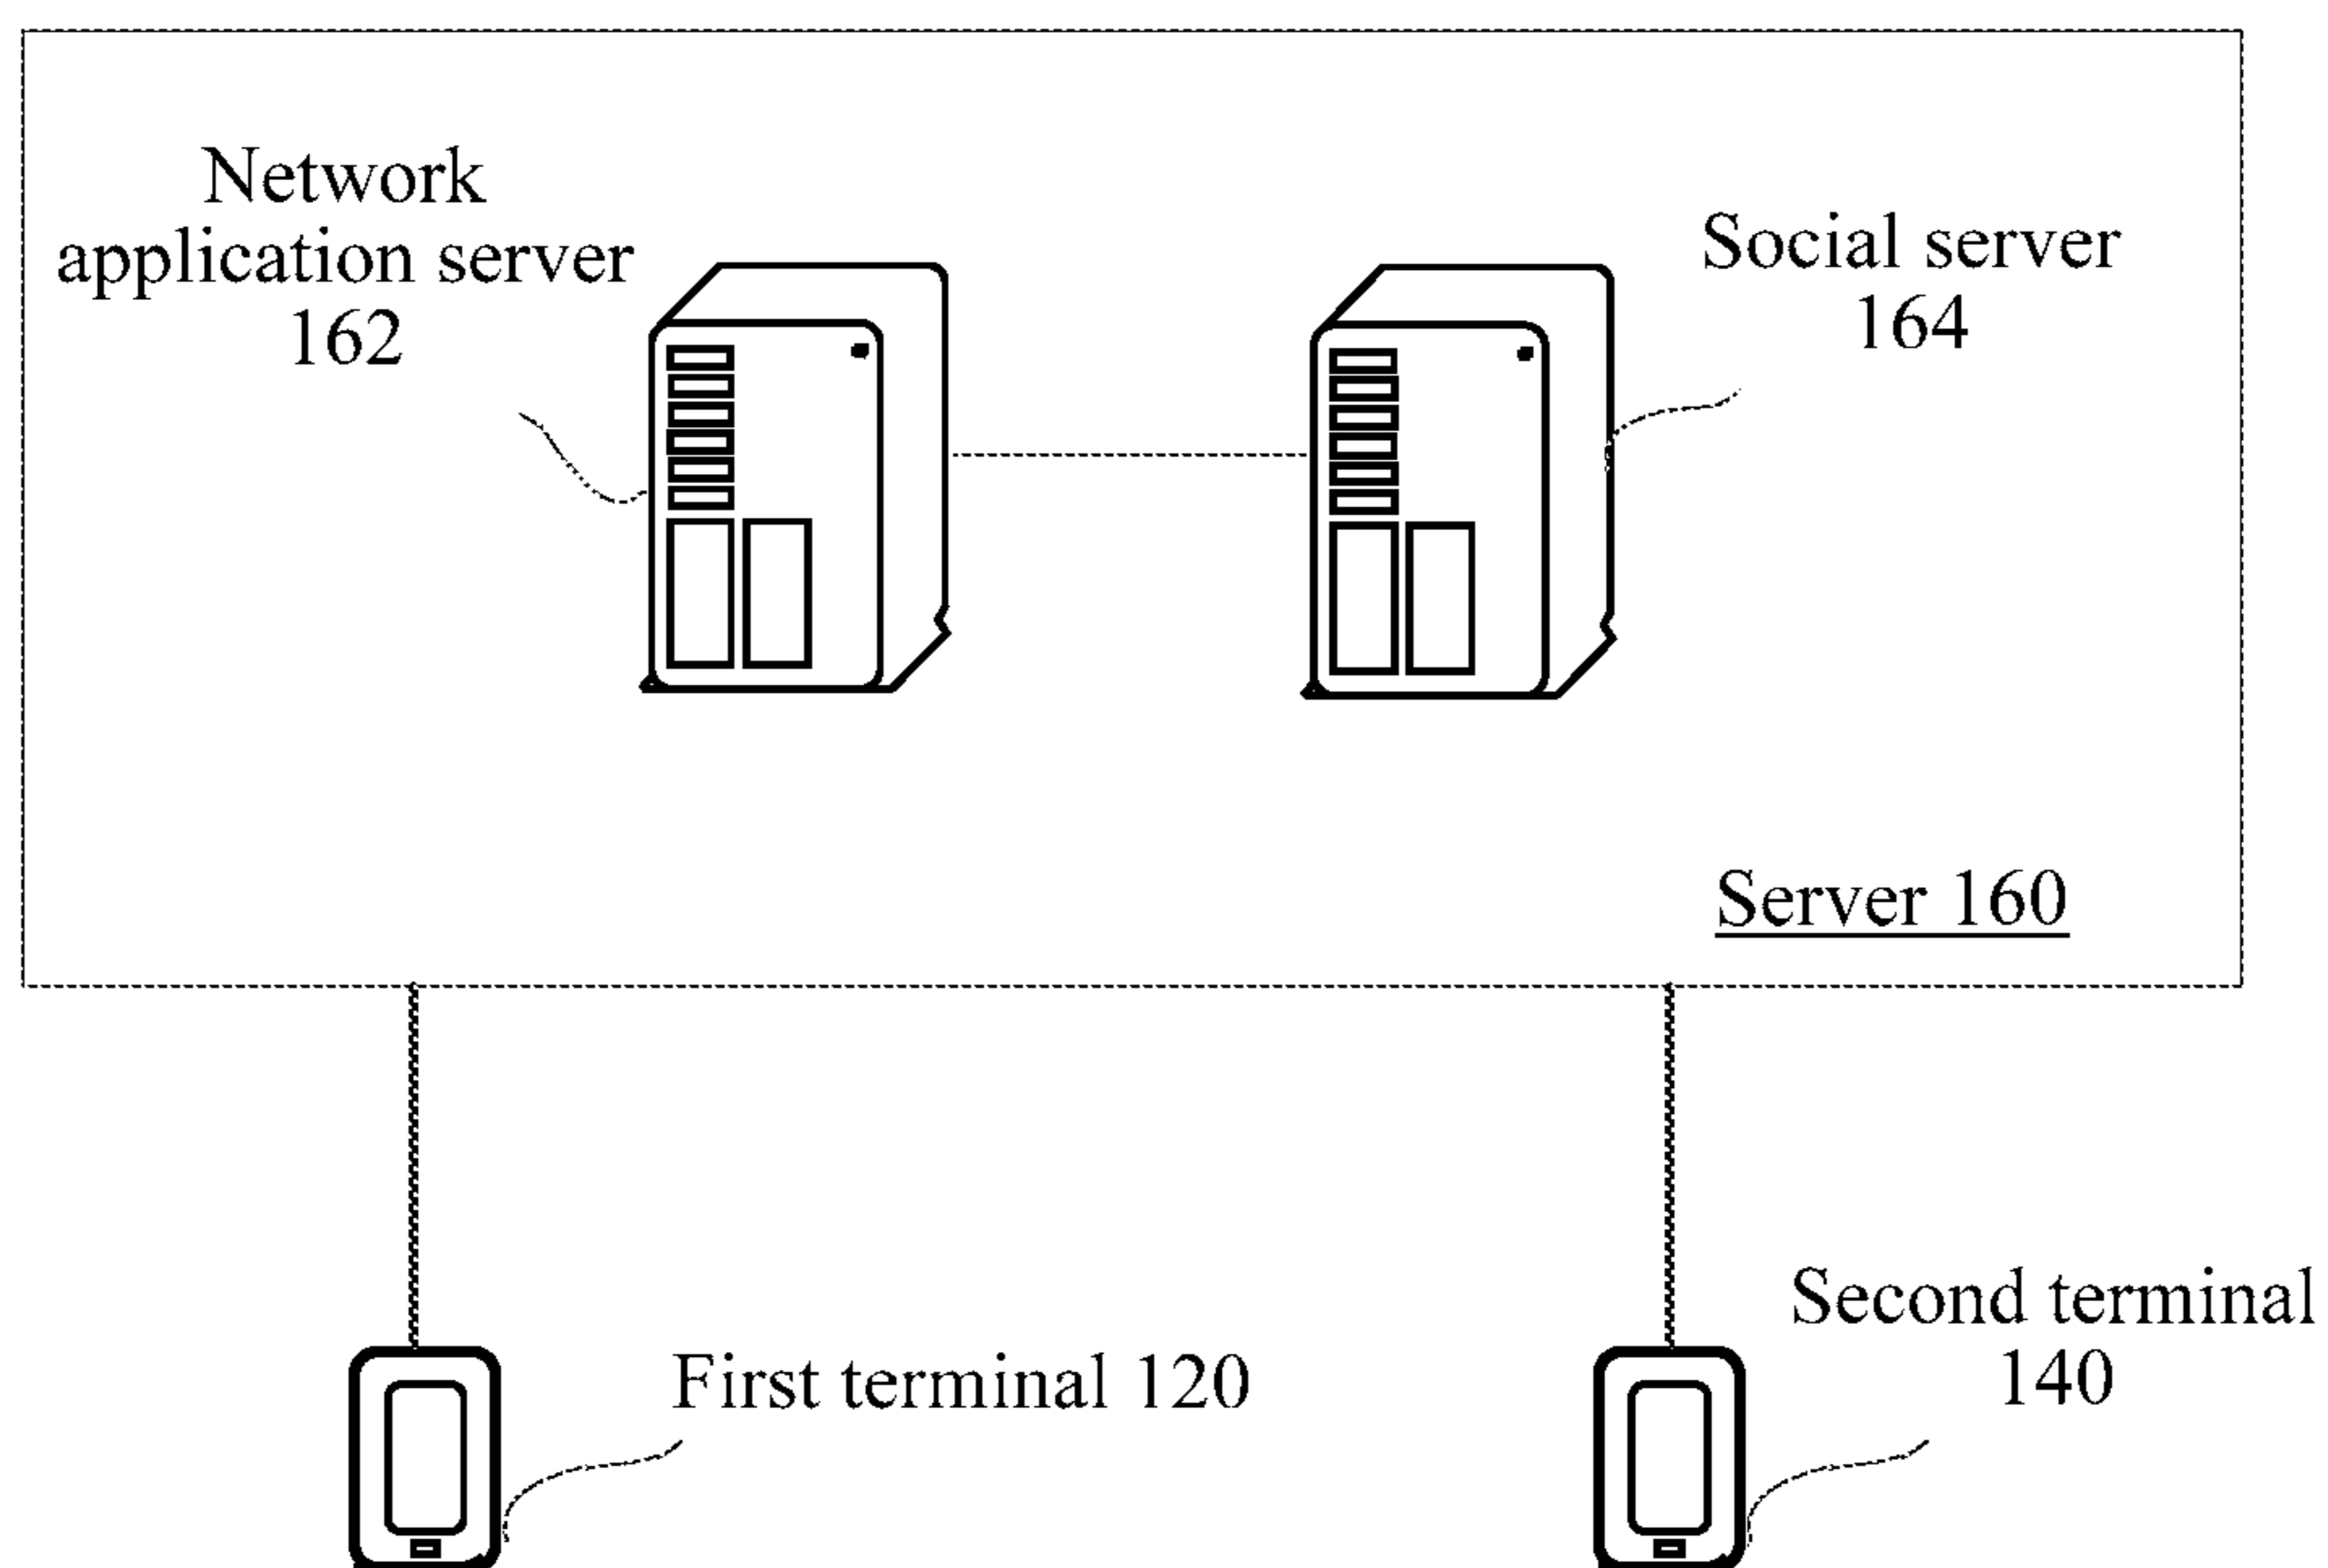 Network
application server
162
Social server
164
Server 160
First terminal 120
Second terminal
140